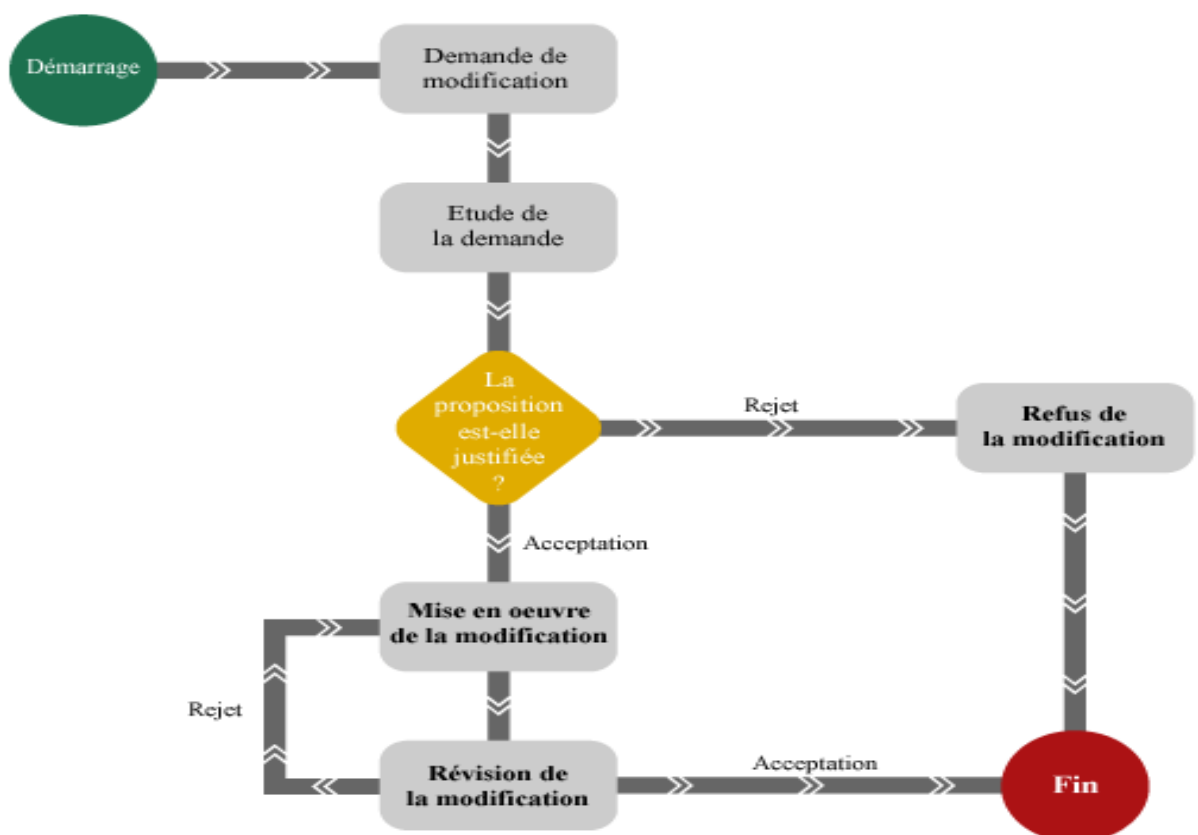 Démarrage
Demande de
modification
Etude de
la demande
La
proposition
est-elle
justifiée
?
Rejet
Refus de
la modification
Acceptation
Mise en oeuvre
de la modification
Rejet
Révision de
la modification
Acceptation
Fin